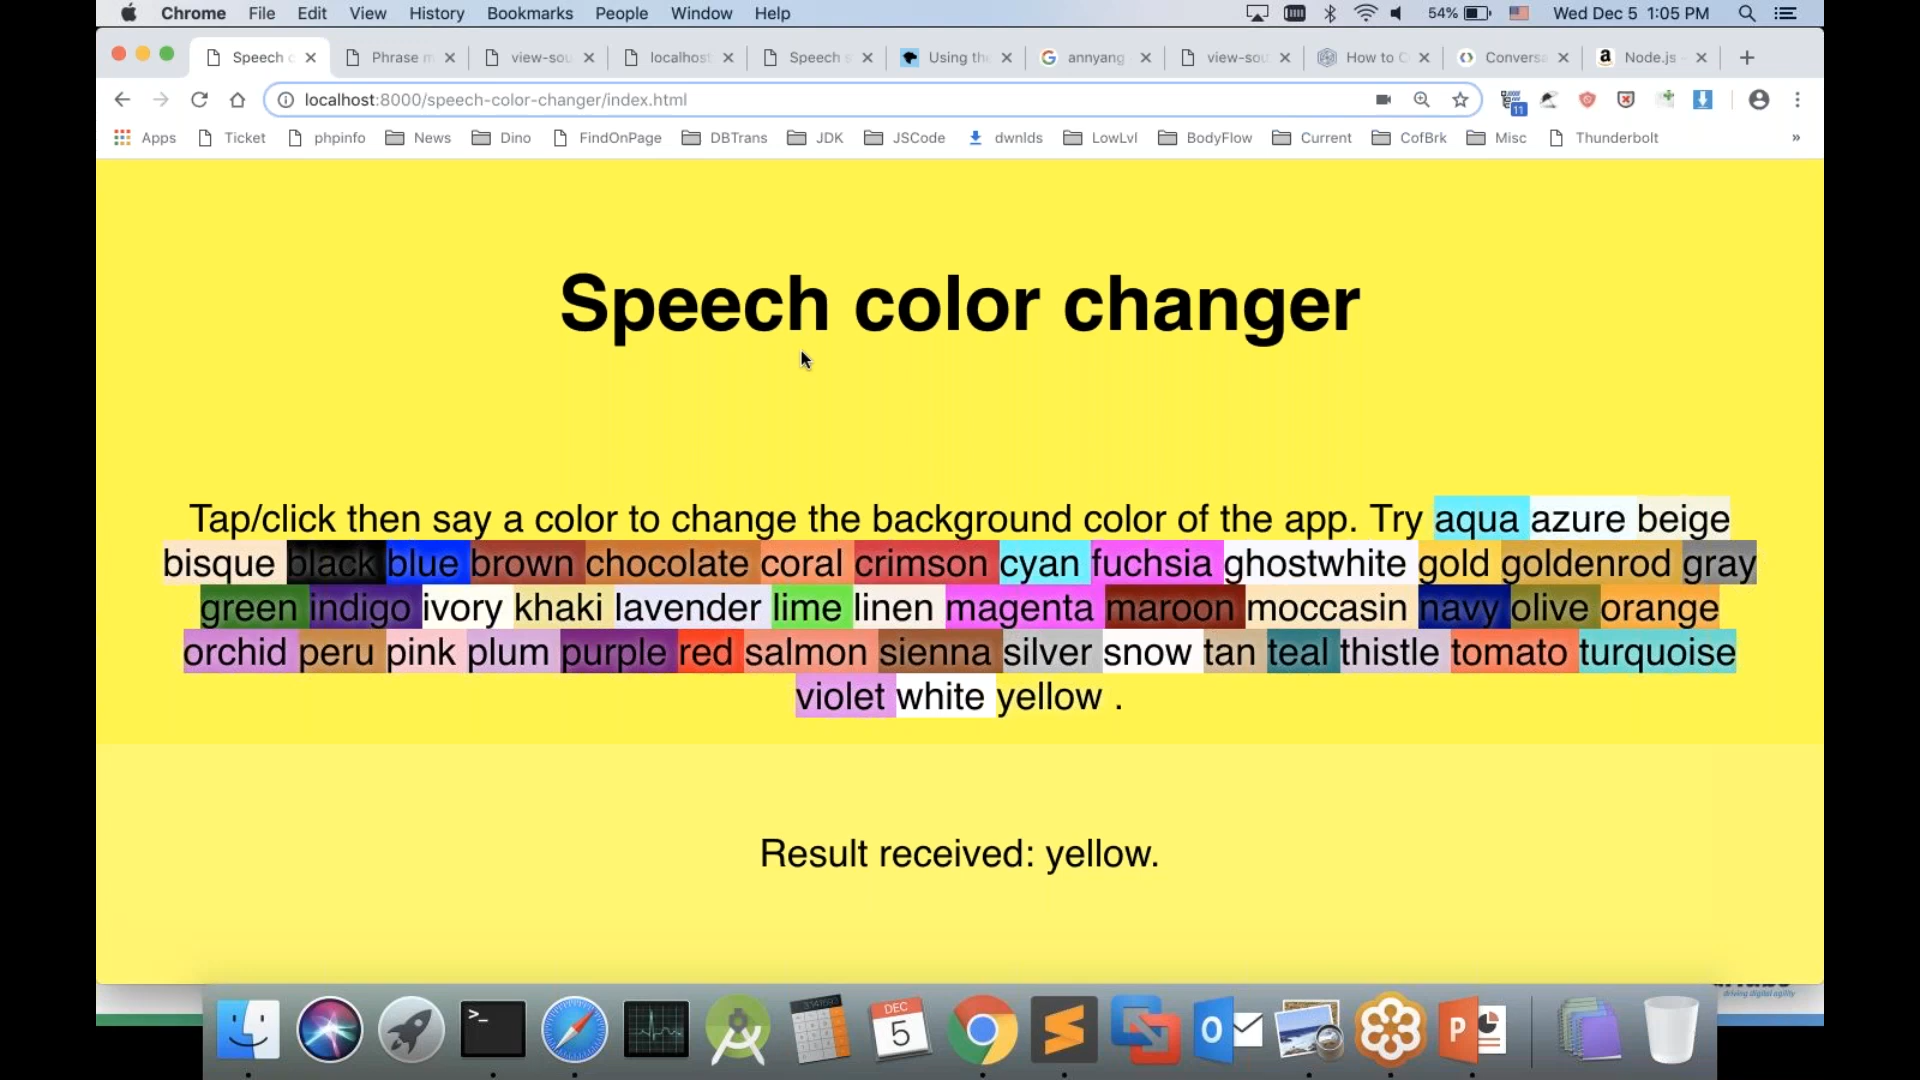 Chrome File Edit View History Bookmarks People Window Help 54% Wed Dec 5 1:05 PM
Speech Phrase view-sou localhost Speech Using the annyang view-sou How to Convers Node.js
localhost:8000/speech-color-changer/index.html
11
Apps Ticket phpinfo News Dino FindOnPage DBTrans JDK JSCode dwnlds LowLvl BodyFlow Current CofBrk Misc Thunderbolt »
Speech color changer
Tap/click then say a color to change the background color of the app. Try aqua azure beige
bisque black blue brown chocolate coral crimson cyan fuchsia ghostwhite gold goldenrod gray
green indigo ivory khaki lavender lime linen magenta maroon moccasin navy olive orange
orchid peru pink plum purple red salmon sienna silver snow tan teal thistle tomato turquoise
violet white yellow .
Result received: yellow.
driving digital agility
DEC
5